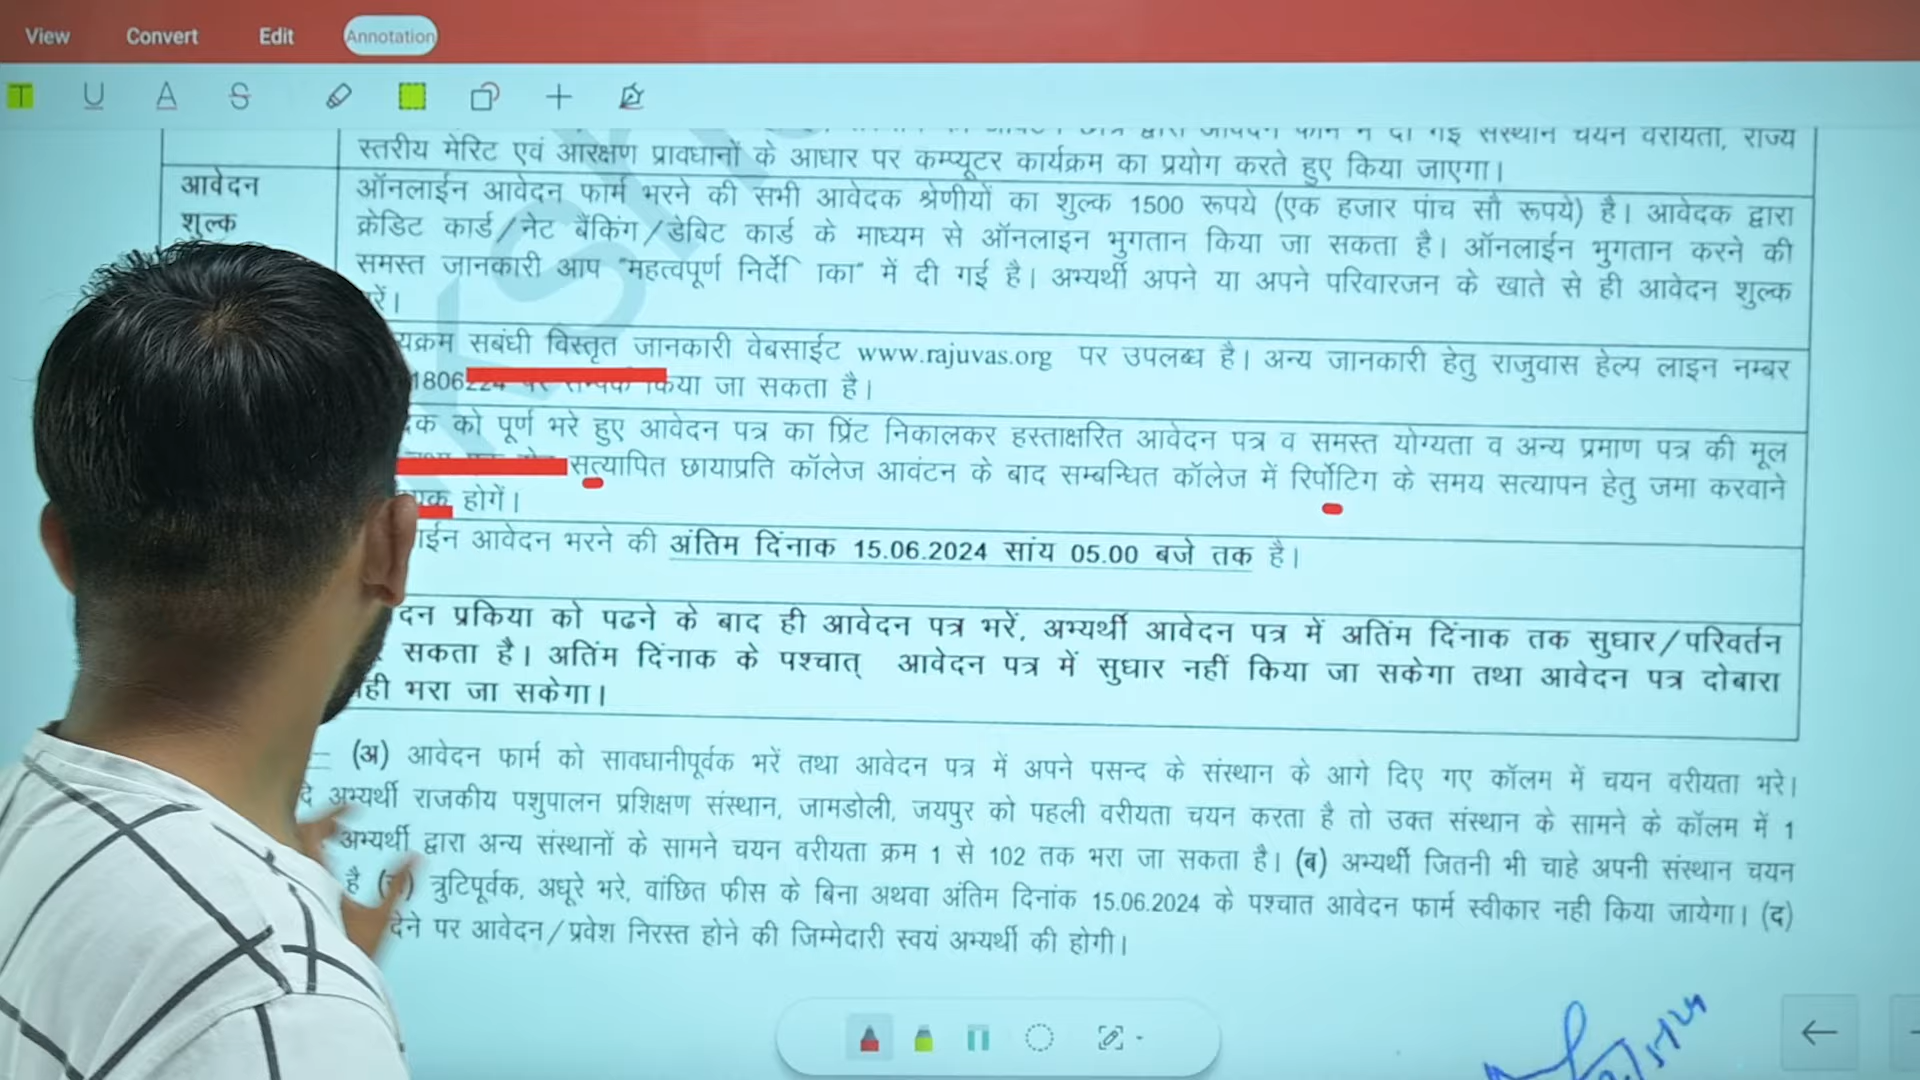 View Convert Edit Annotation
T U A S
स्तरीय मेरिट एवं आरक्षण प्रावधानों के आधार पर कम्प्यूटर कार्यक्रम का प्रयोग करते हुए किया जाएगा।
आवेदन शुल्क
ऑनलाईन आवेदन फार्म भरने की सभी आवेदक श्रेणीयों का शुल्क 1500 रूपये (एक हजार पांच सौ रूपये) है। आवेदक द्वारा
क्रेडिट कार्ड/नेट बैंकिंग/डेबिट कार्ड के माध्यम से ऑनलाइन भुगतान किया जा सकता है। ऑनलाईन भुगतान करने की
समस्त जानकारी आप "महत्वपूर्ण निर्दे िाका" में दी गई है। अभ्यर्थी अपने या अपने परिवारजन के खाते से ही आवेदन शुल्क
सबंधी विस्तृत जानकारी वेबसाईट www.rajuvas.org पर उपलब्ध है। अन्य जानकारी हेतु राजुवास हेल्प लाइन नम्बर
किया जा सकता है।
को पूर्ण भरे हुए आवेदन पत्र का प्रिंट निकालकर हस्ताक्षरित आवेदन पत्र व समस्त योग्यता व अन्य प्रमाण पत्र की मूल
सत्यापित छायाप्रति कॉलेज आवंटन के बाद सम्बन्धित कॉलेज में रिर्पोटिग के समय सत्यापन हेतु जमा करवाने
होगें।
आवेदन भरने की अंतिम दिंनाक 15.06.2024 सांय 05.00 बजे तक है।
प्रकिया को पढने के बाद ही आवेदन पत्र भरें, अभ्यर्थी आवेदन पत्र में अतिंम दिंनाक तक सुधार/परिवर्तन
सकता है। अतिंम दिंनाक के पश्चात् आवेदन पत्र में सुधार नहीं किया जा सकेगा तथा आवेदन पत्र दोबारा
भरा जा सकेगा।
(अ) आवेदन फार्म को सावधानीपूर्वक भरें तथा आवेदन पत्र में अपने पसन्द के संस्थान के आगे दिए गए कॉलम में चयन वरीयता भरे।
अभ्यर्थी राजकीय पशुपालन प्रशिक्षण संस्थान, जामडोली, जयपुर को पहली वरीयता चयन करता है तो उक्त संस्थान के सामने के कॉलम में 1
अभ्यर्थी द्वारा अन्य संस्थानों के सामने चयन वरीयता क्रम 1 से 102 तक भरा जा सकता है। (ब) अभ्यर्थी जितनी भी चाहे अपनी संस्थान चयन
है त्रुटिपूर्वक, अधूरे भरे, वांछित फीस के बिना अथवा अंतिम दिनांक 15.06.2024 के पश्चात आवेदन फार्म स्वीकार नही किया जायेगा। (द)
देने पर आवेदन/प्रवेश निरस्त होने की जिम्मेदारी स्वयं अभ्यर्थी की होगी।